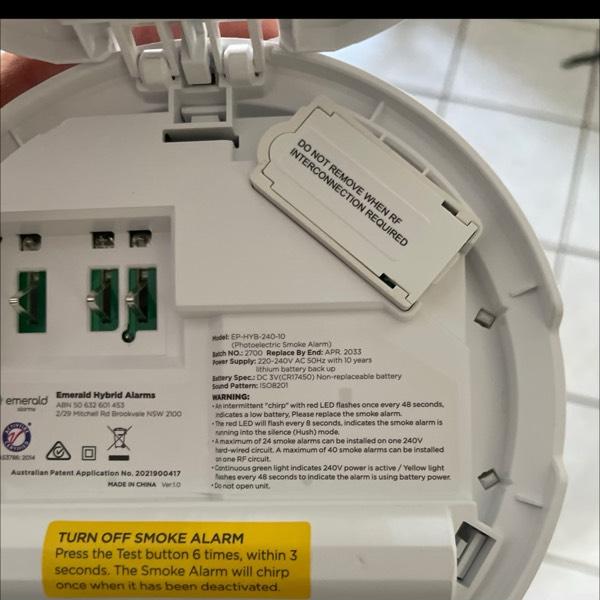 DO NOT REMOVE WHEN RF
INTERCONNECTION REQUIRED
Model: EP-HYB-240-10
(Photoelectric Smoke Alarm)
Batch NO.: 2700 Replace By End: APR. 2033
Power Supply: 220-240V AC 50Hz with 10 years
lithium battery back up
Battery Spec.: DC 3V(CR17450) Non-replaceable battery
Sound Pattern: ISO8201
WARNING:
•An intermittent "chirp" with red LED flashes once every 48 seconds,
indicates a low battery, Please replace the smoke alarm.
•The red LED will flash every 8 seconds, indicates the smoke alarm is
running into the silence (Hush) mode.
•A maximum of 24 smoke alarms can be installed on one 240V
hard-wired circuit. A maximum of 40 smoke alarms can be installed
on one RF circuit.
•Continuous green light indicates 240V power is active / Yellow light
flashes every 48 seconds to indicate the alarm is using battery power.
•Do not open unit.
emerald
alarms
Emerald Hybrid Alarms
ABN 50 632 601 453
2/29 Mitchell Rd Brookvale NSW 2100
AS3786: 2014
Australian Patent Application No. 2021900417
MADE IN CHINA Ver1.0
TURN OFF SMOKE ALARM
Press the Test button 6 times, within 3
seconds. The Smoke Alarm will chirp
once when it has been deactivated.